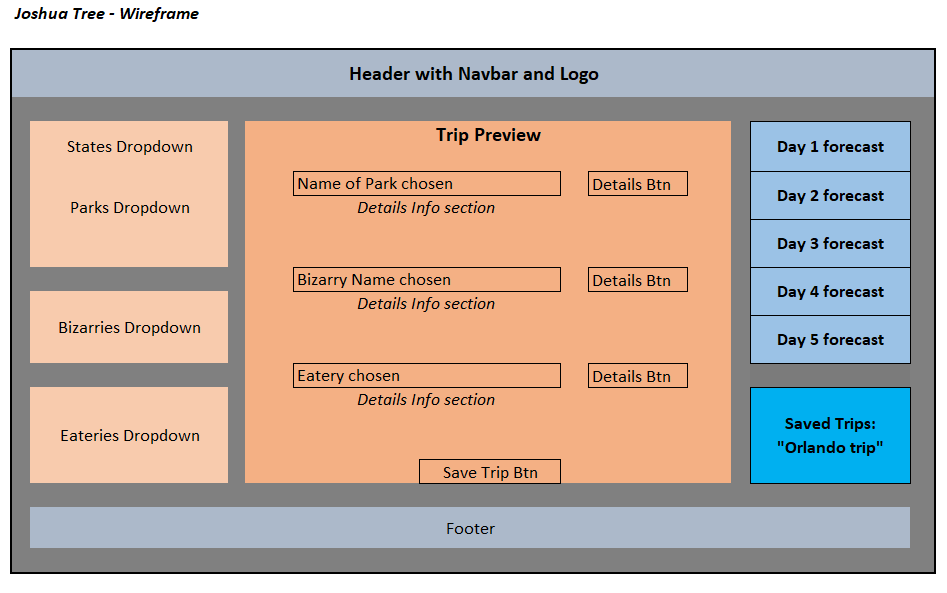 Joshua Tree - Wireframe
Header with Navbar and Logo
States Dropdown
Parks Dropdown
Bizarries Dropdown
Eateries Dropdown
Trip Preview
Name of Park chosen
Details Btn
Details Info section
Bizarry Name chosen
Details Btn
Details Info section
Eatery chosen
Details Btn
Details Info section
Save Trip Btn
Day 1 forecast
Day 2 forecast
Day 3 forecast
Day 4 forecast
Day 5 forecast
Saved Trips:
"Orlando trip"
Footer